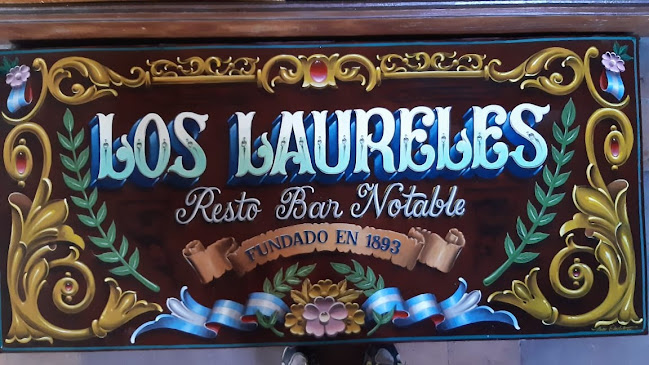 LOS LAURELES
Resto Bar Notable
FUNDADO EN 1893